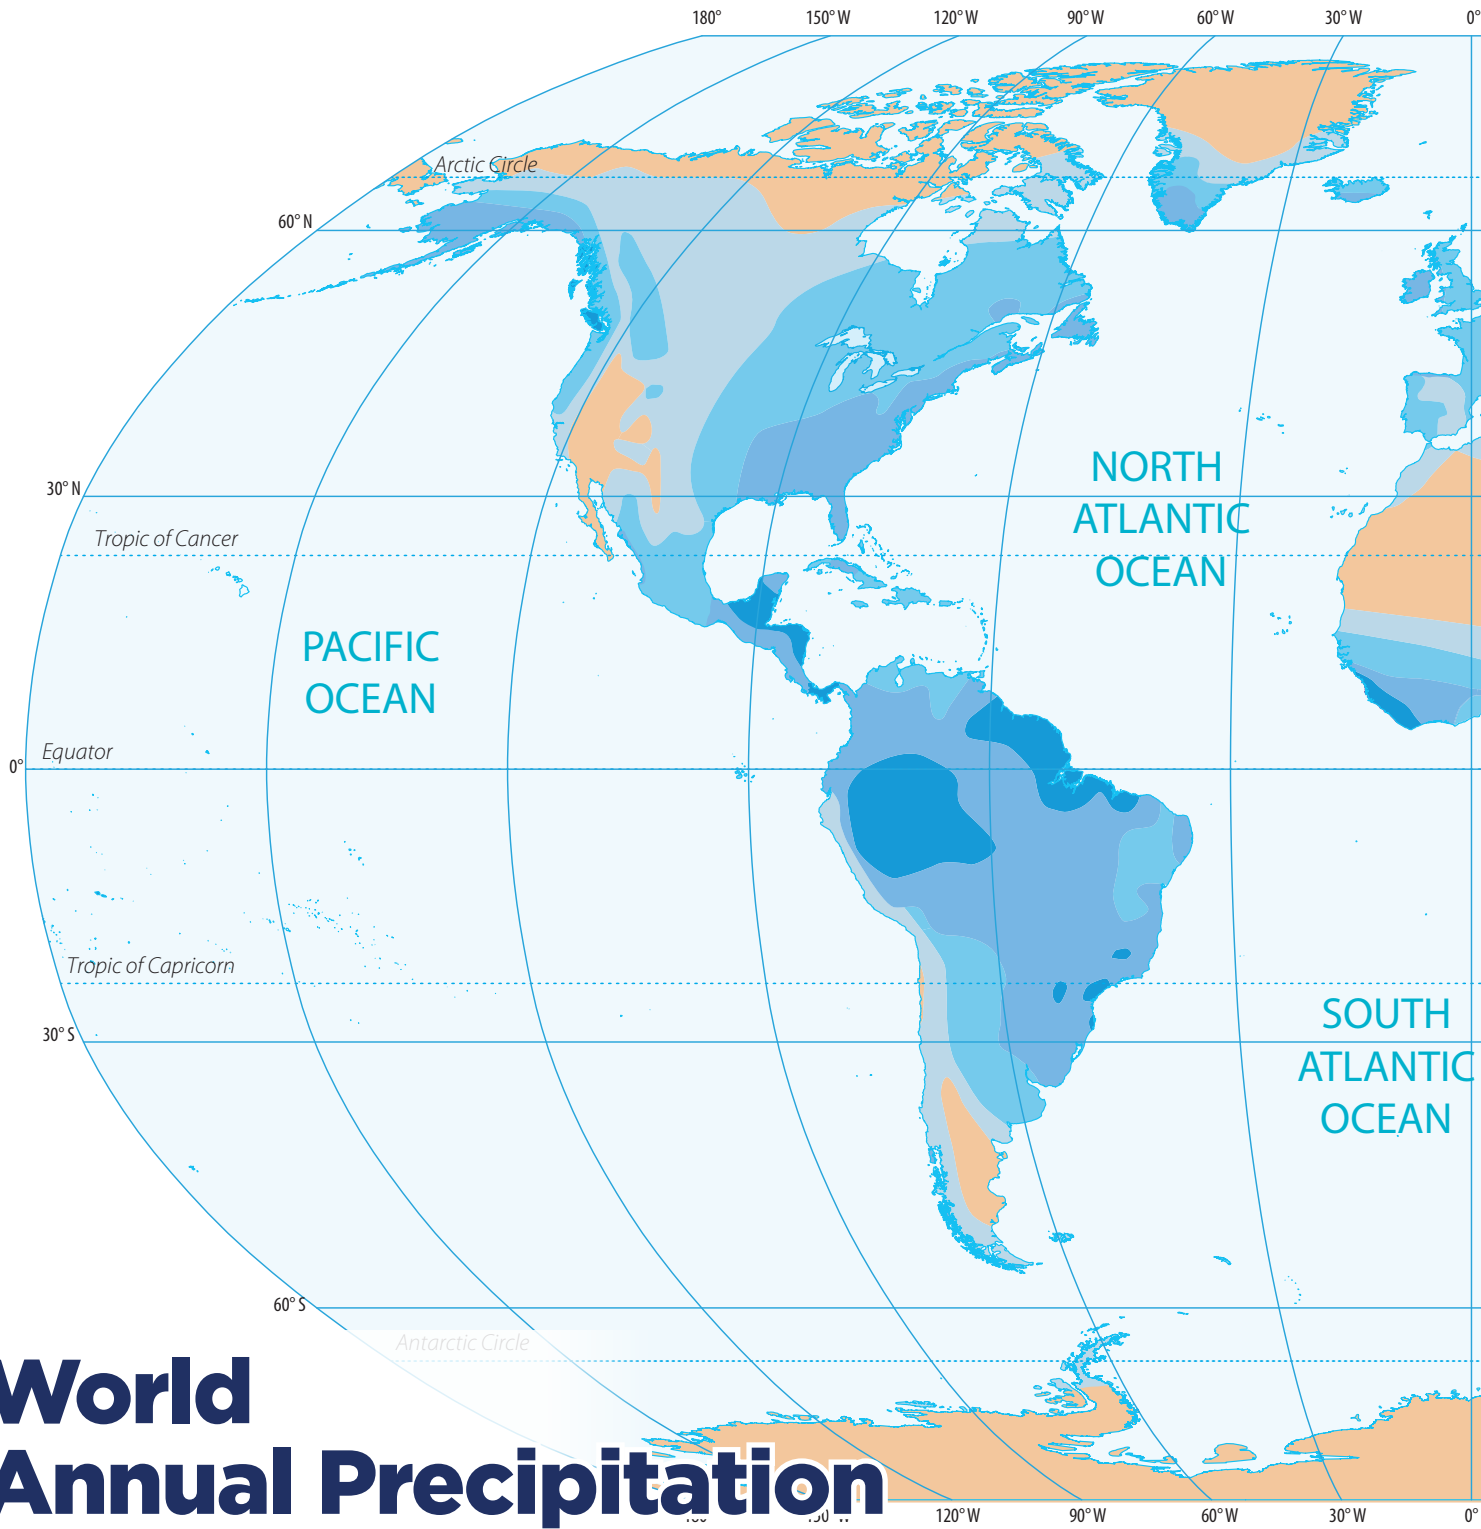 180° 150° W 120° W 90° W 60° W 30° W 0°
Arctic Circle
60° N
NORTH
ATLANTIC
OCEAN
30° N
Tropic of Cancer
PACIFIC
OCEAN
Equator
0°
Tropic of Capricorn
SOUTH
ATLANTIC
OCEAN
30° S
60° S
Antarctic Circle
World
Annual Precipitation
180° 150° W 120° W 90° W 60° W 30° W 0°